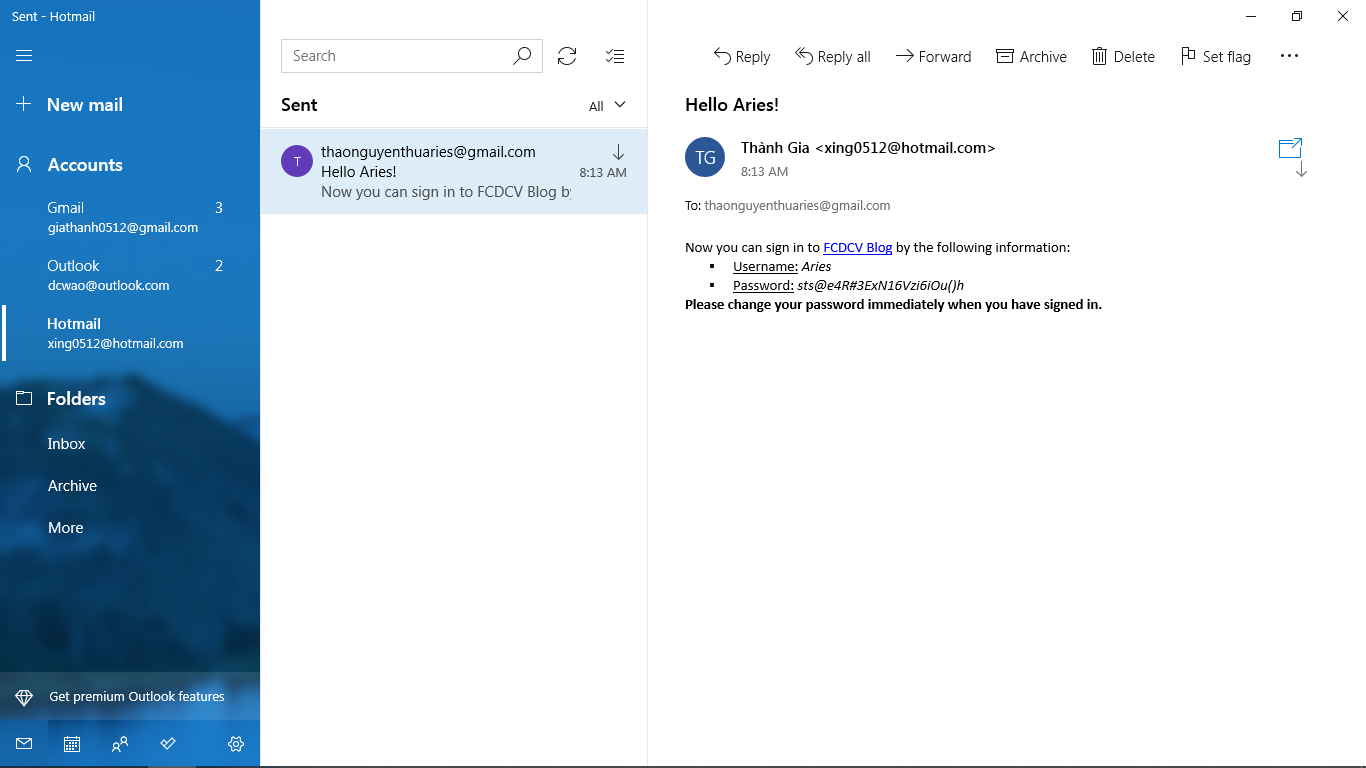 Sent - Hotmail
New mail
Accounts
Gmail 3
giathanh0512@gmail.com
Outlook 2
dcwao@outlook.com
Hotmail
xing0512@hotmail.com
Folders
Inbox
Archive
More
Get premium Outlook features
Search
Sent All
T
thaonguyenthuaries@gmail.com
Hello Aries! 8:13 AM
Now you can sign in to FCDCV Blog by
Reply Reply all Forward Archive Delete Set flag
Hello Aries!
TG
Thành Gia <xing0512@hotmail.com>
8:13 AM
To: thaonguyenthuaries@gmail.com
Now you can sign in to FCDCV Blog by the following information:
▪ Username: Aries
▪ Password: sts@e4R#3ExN16Vzi6iOu()h
Please change your password immediately when you have signed in.